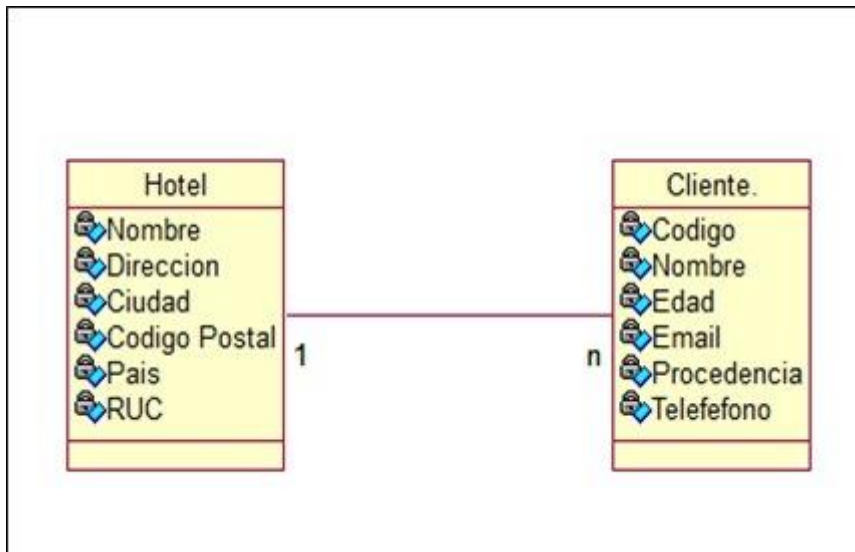 Hotel
Nombre
Direccion
Ciudad
Codigo Postal
Pais
RUC
1
n
Cliente.
Codigo
Nombre
Edad
Email
Procedencia
Telefefono